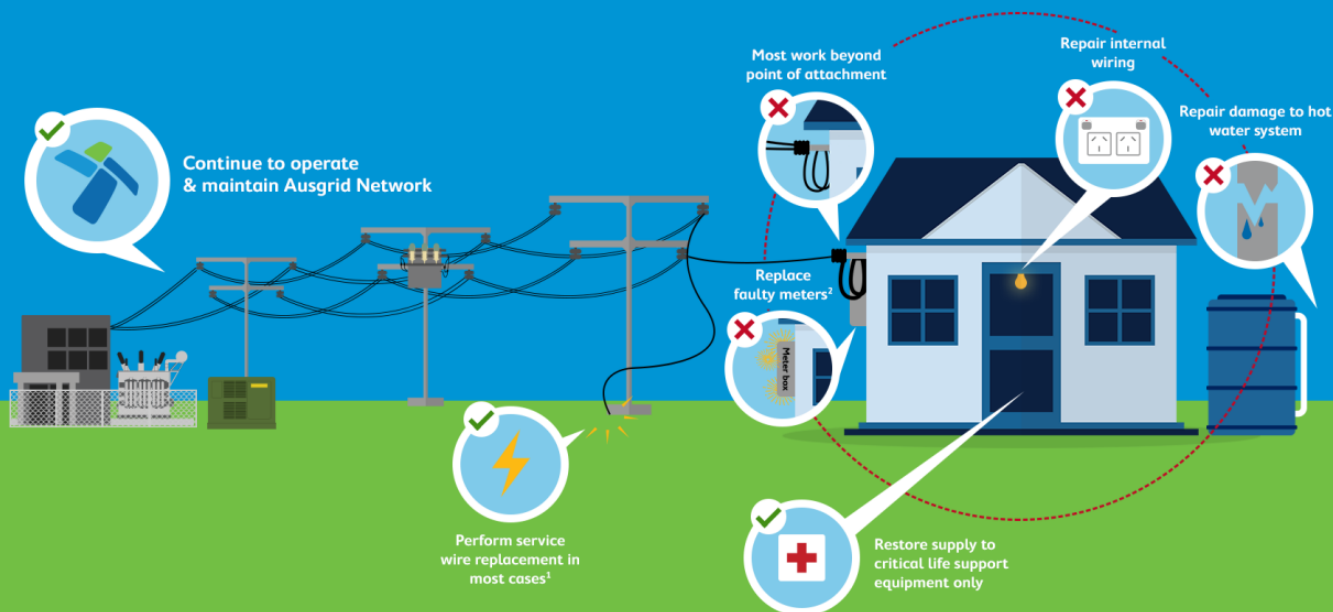 Continue to operate
& maintain Ausgrid Network
Most work beyond
point of attachment
Repair internal
wiring
Repair damage to hot
water system
Replace
faulty meters²
Meter box
Perform service
wire replacement in
most cases¹
Restore supply to
critical life support
equipment only